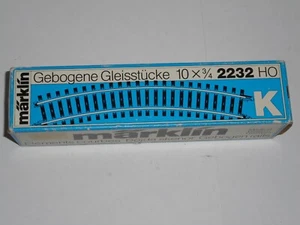 märklin
Gebogene Gleisstücke 10 x ¾ 2232 HO
K
märklin